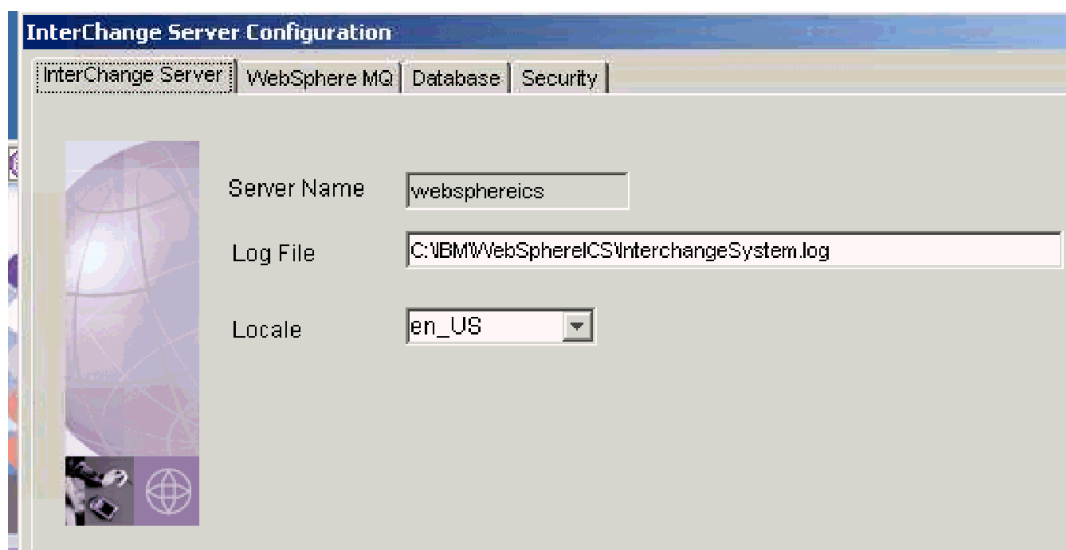 InterChange Server Configuration
InterChange Server WebSphere MQ Database Security
Server Name websphereics
Log File C:\IBM\WebSphereICS\InterchangeSystem.log
Locale en_US